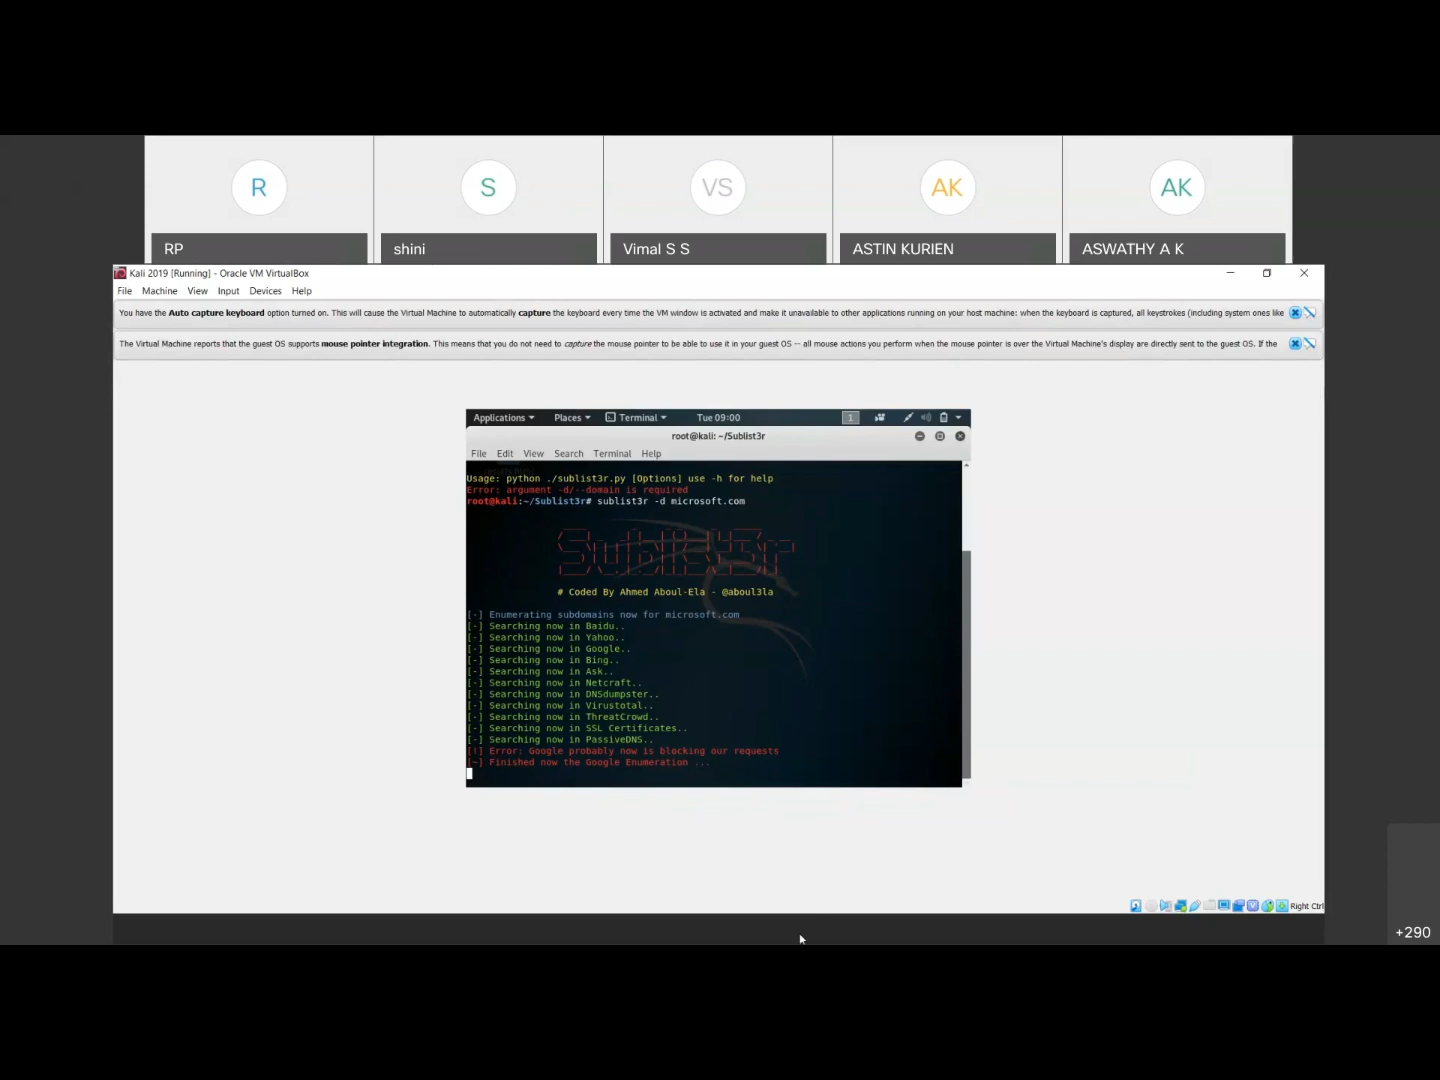 R
S
VS
AK
AK
RP
shini
Vimal S S
ASTIN KURIEN
ASWATHY A K
Kali 2019 [Running] - Oracle VM VirtualBox
File Machine View Input Devices Help
You have the Auto capture keyboard option turned on. This will cause the Virtual Machine to automatically capture the keyboard every time the VM window is activated and make it unavailable to other applications running on your host machine: when the keyboard is captured, all keystrokes (including system ones like
The Virtual Machine reports that the guest OS supports mouse pointer integration. This means that you do not need to capture the mouse pointer to be able to use it in your guest OS -- all mouse actions you perform when the mouse pointer is over the Virtual Machine's display are directly sent to the guest OS. If the
Applications Places Terminal Tue 09:00 1
root@kali: ~/Sublist3r
File Edit View Search Terminal Help
Usage: python ./sublist3r.py [Options] use -h for help
Error: argument -d/--domain is required
root@kali:~/Sublist3r# sublist3r -d microsoft.com
Sublist3r
# Coded By Ahmed Aboul-Ela - @aboul3la
[-] Enumerating subdomains now for microsoft.com
[-] Searching now in Baidu..
[-] Searching now in Yahoo..
[-] Searching now in Google..
[-] Searching now in Bing..
[-] Searching now in Ask..
[-] Searching now in Netcraft..
[-] Searching now in DNSdumpster..
[-] Searching now in Virustotal..
[-] Searching now in ThreatCrowd..
[-] Searching now in SSL Certificates..
[-] Searching now in PassiveDNS..
[!] Error: Google probably now is blocking our requests
[~] Finished now the Google Enumeration ...
Right Ctrl
+290